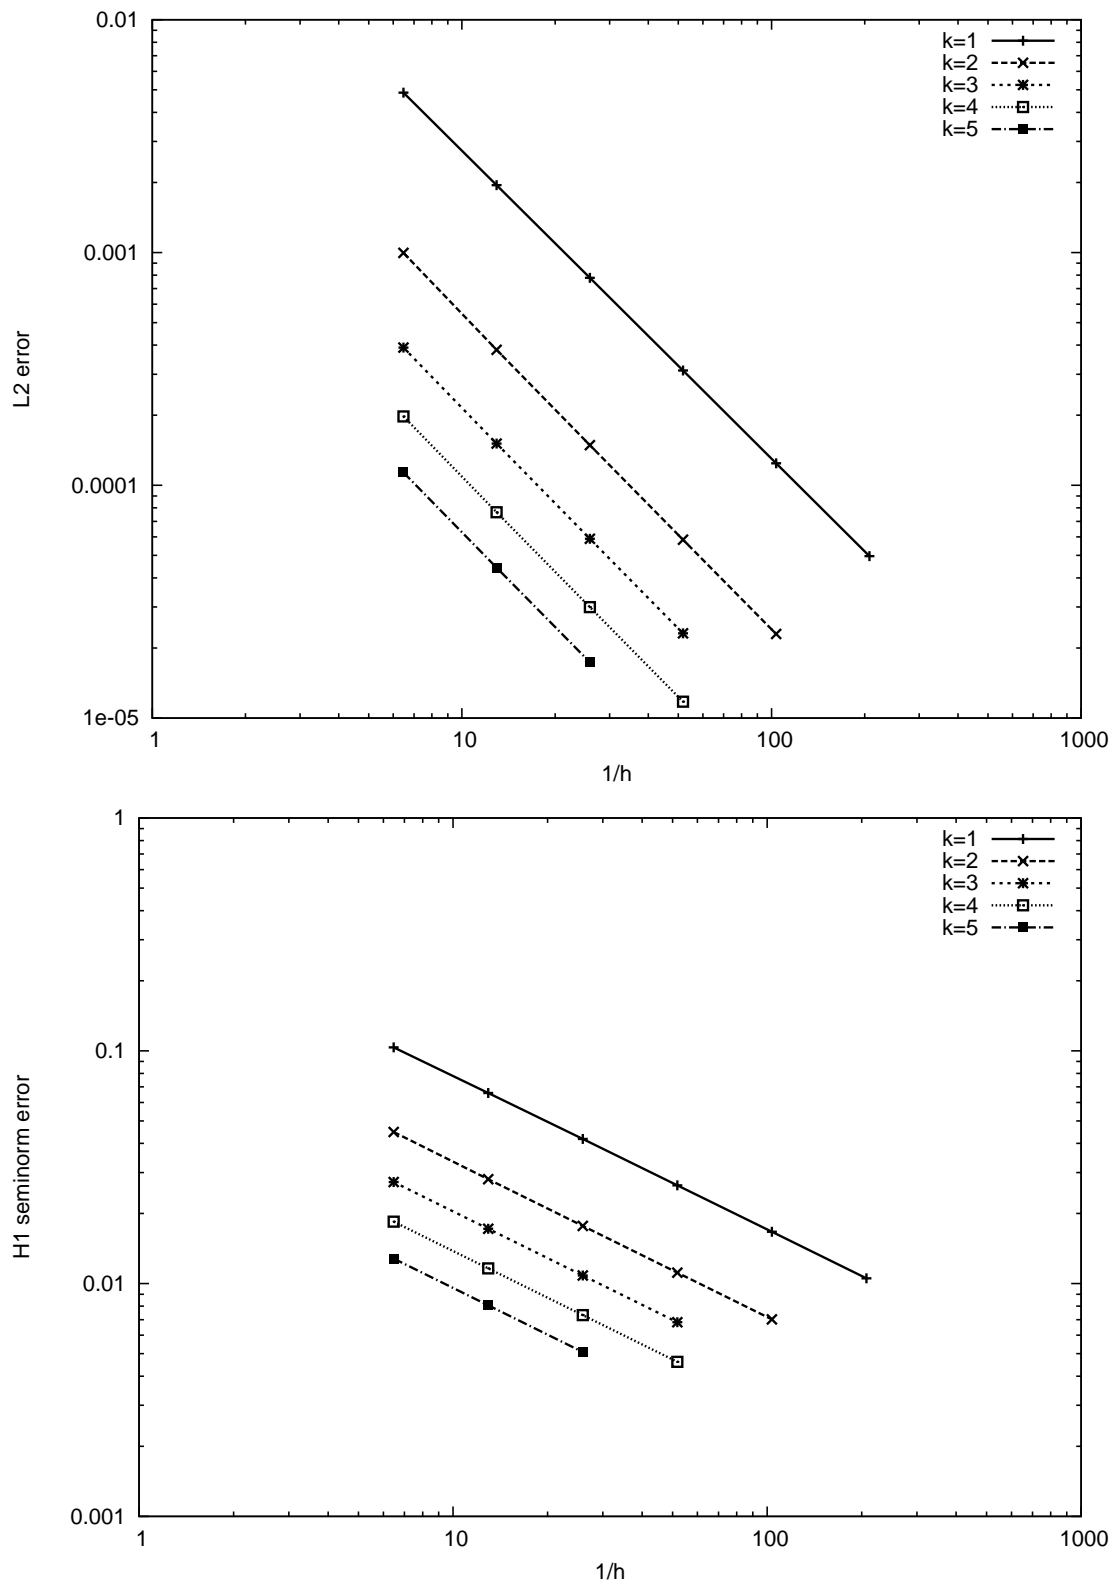 0.01
0.001
0.0001
1e-05
L2 error
1 10 100 1000
1/h
k=1
k=2
k=3
k=4
k=5
1
0.1
0.01
0.001
H1 seminorm error
1 10 100 1000
1/h
k=1
k=2
k=3
k=4
k=5